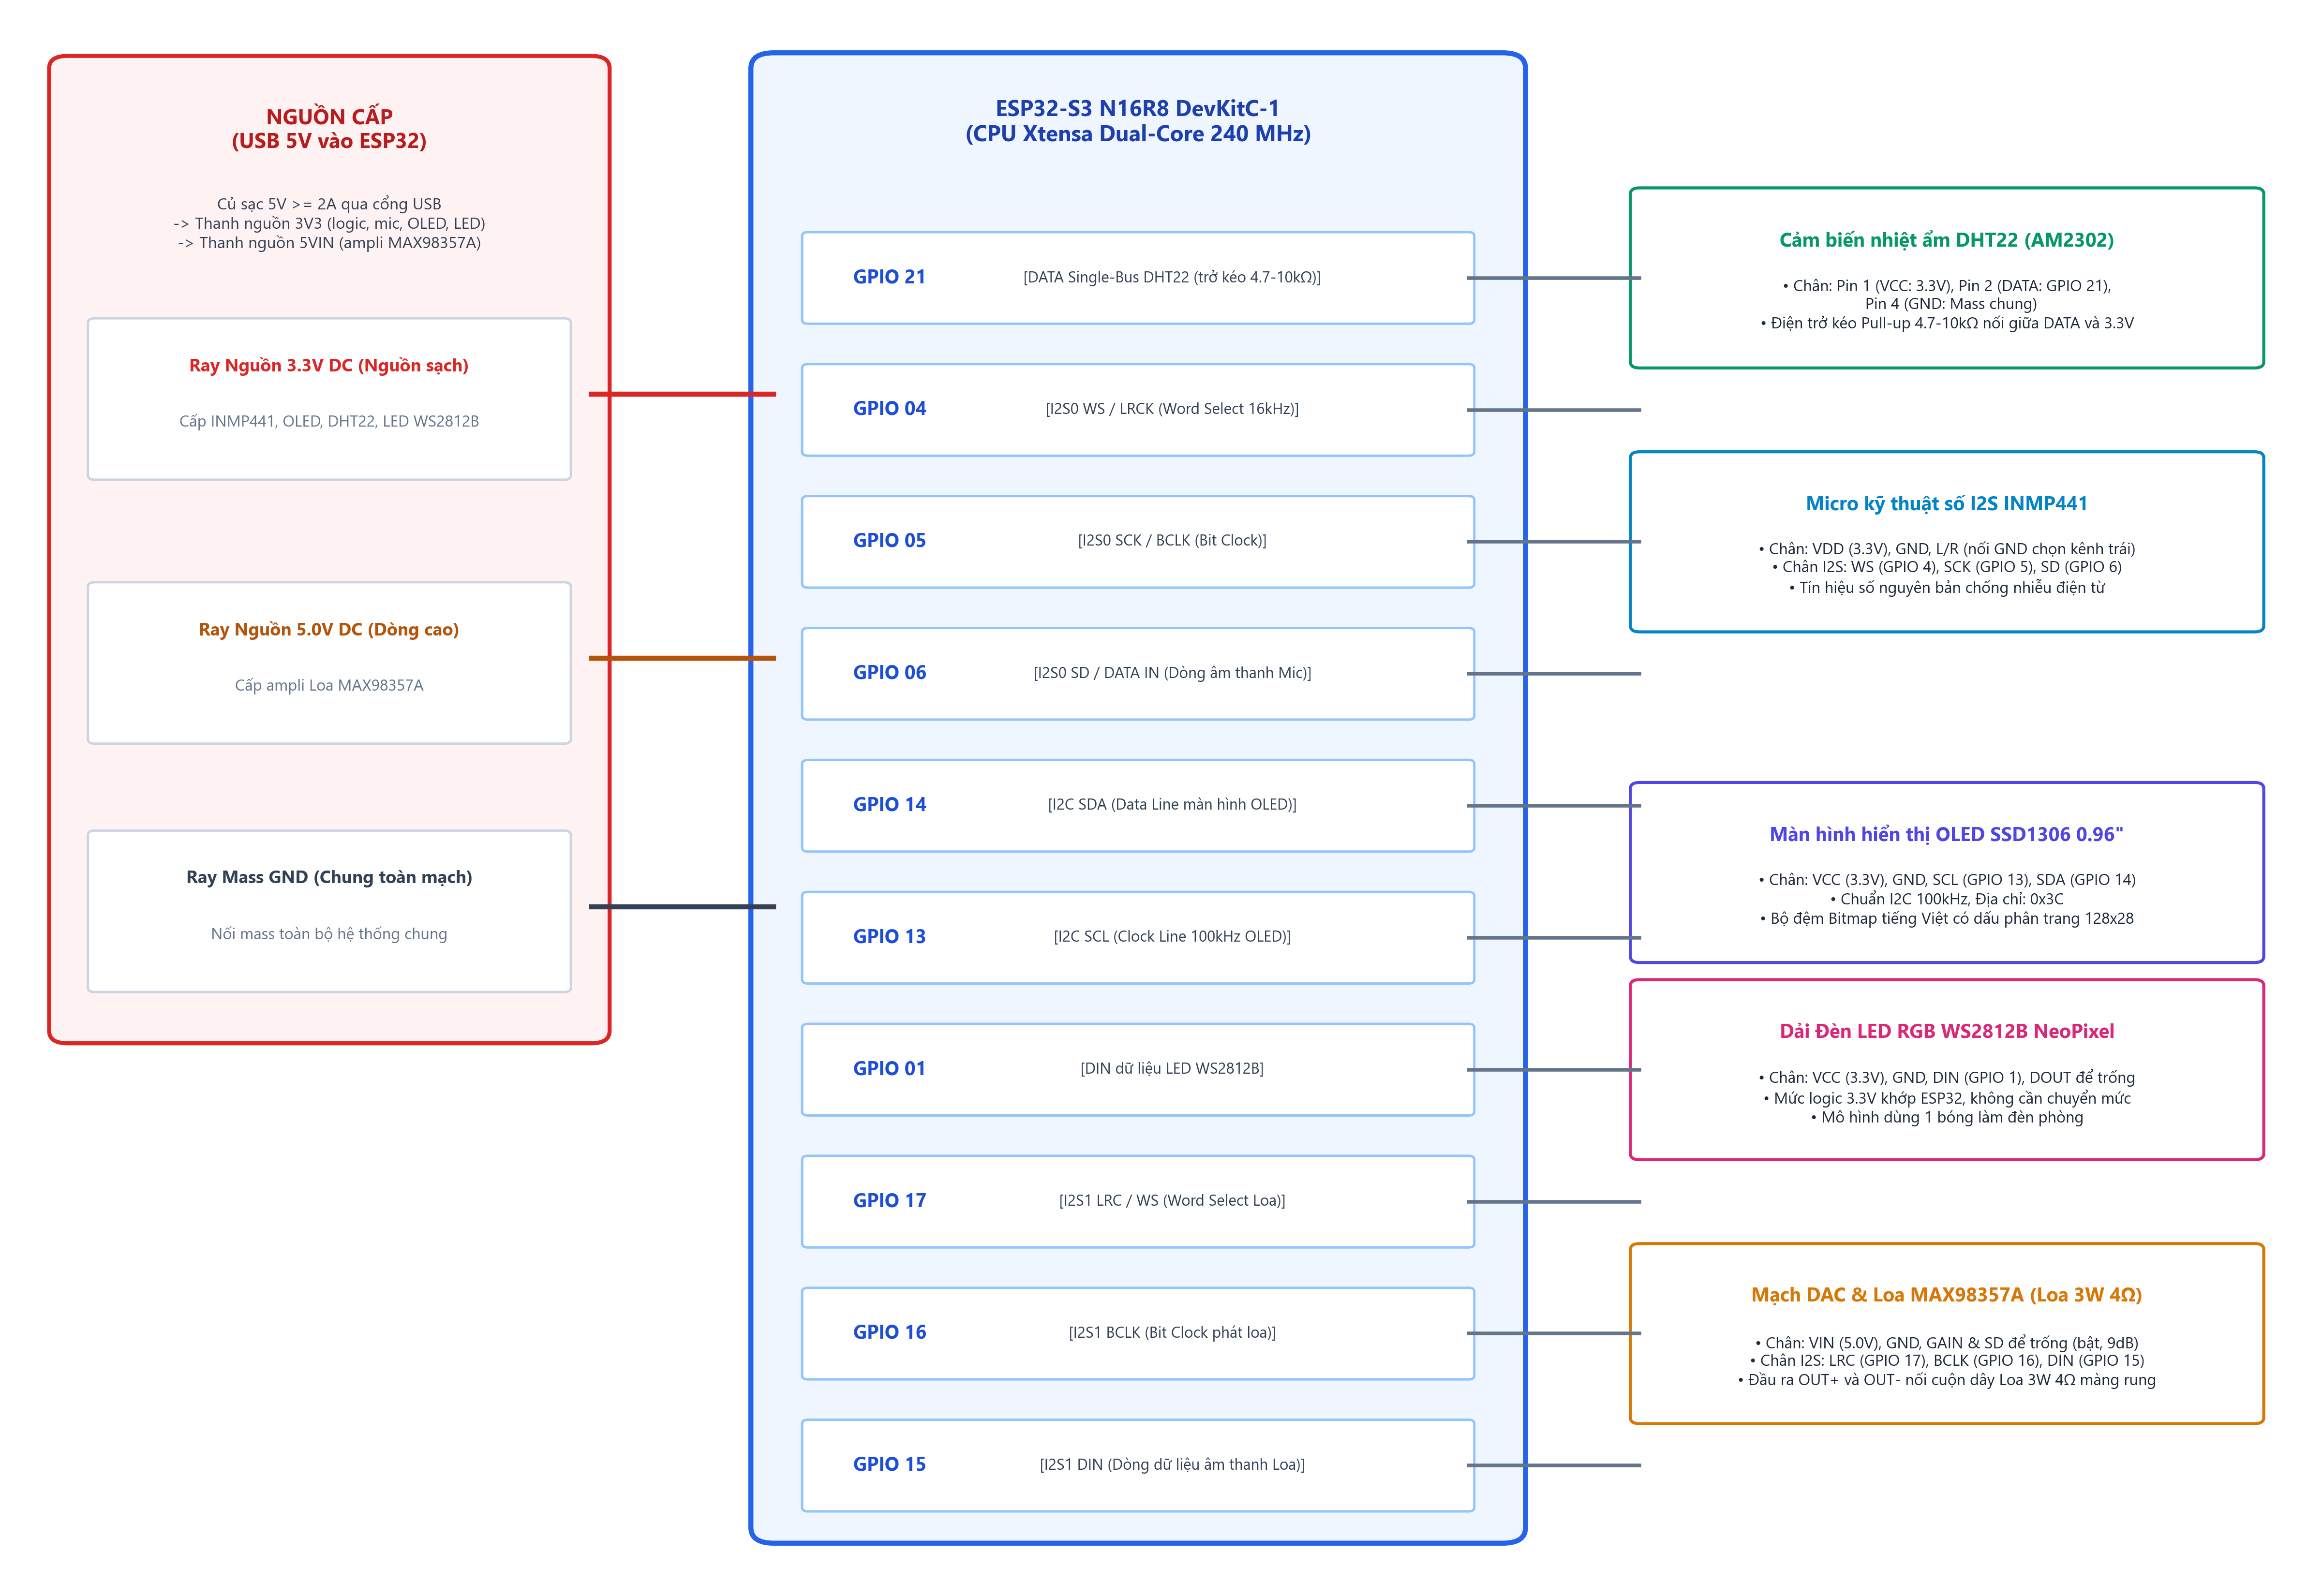 NGUỒN CẤP
(USB 5V vào ESP32)
Củ sạc 5V >= 2A qua cổng USB
-> Thanh nguồn 3V3 (logic, mic, OLED, LED)
-> Thanh nguồn 5VIN (ampli MAX98357A)
Ray Nguồn 3.3V DC (Nguồn sạch)
Cấp INMP441, OLED, DHT22, LED WS2812B
Ray Nguồn 5.0V DC (Dòng cao)
Cấp ampli Loa MAX98357A
Ray Mass GND (Chung toàn mạch)
Nối mass toàn bộ hệ thống chung
ESP32-S3 N16R8 DevKitC-1
(CPU Xtensa Dual-Core 240 MHz)
GPIO 21 [DATA Single-Bus DHT22 (trở kéo 4.7-10kΩ)]
GPIO 04 [I2S0 WS / LRCK (Word Select 16kHz)]
GPIO 05 [I2S0 SCK / BCLK (Bit Clock)]
GPIO 06 [I2S0 SD / DATA IN (Dòng âm thanh Mic)]
GPIO 14 [I2C SDA (Data Line màn hình OLED)]
GPIO 13 [I2C SCL (Clock Line 100kHz OLED)]
GPIO 01 [DIN dữ liệu LED WS2812B]
GPIO 17 [I2S1 LRC / WS (Word Select Loa)]
GPIO 16 [I2S1 BCLK (Bit Clock phát loa)]
GPIO 15 [I2S1 DIN (Dòng dữ liệu âm thanh Loa)]
Cảm biến nhiệt ẩm DHT22 (AM2302)
• Chân: Pin 1 (VCC: 3.3V), Pin 2 (DATA: GPIO 21),
Pin 4 (GND: Mass chung)
• Điện trở kéo Pull-up 4.7-10kΩ nối giữa DATA và 3.3V
Micro kỹ thuật số I2S INMP441
• Chân: VDD (3.3V), GND, L/R (nối GND chọn kênh trái)
• Chân I2S: WS (GPIO 4), SCK (GPIO 5), SD (GPIO 6)
• Tín hiệu số nguyên bản chống nhiễu điện từ
Màn hình hiển thị OLED SSD1306 0.96"
• Chân: VCC (3.3V), GND, SCL (GPIO 13), SDA (GPIO 14)
• Chuẩn I2C 100kHz, Địa chỉ: 0x3C
• Bộ đệm Bitmap tiếng Việt có dấu phân trang 128x28
Dải Đèn LED RGB WS2812B NeoPixel
• Chân: VCC (3.3V), GND, DIN (GPIO 1), DOUT để trống
• Mức logic 3.3V khớp ESP32, không cần chuyển mức
• Mô hình dùng 1 bóng làm đèn phòng
Mạch DAC & Loa MAX98357A (Loa 3W 4Ω)
• Chân: VIN (5.0V), GND, GAIN & SD để trống (bật, 9dB)
• Chân I2S: LRC (GPIO 17), BCLK (GPIO 16), DIN (GPIO 15)
• Đầu ra OUT+ và OUT- nối cuộn dây Loa 3W 4Ω màng rung